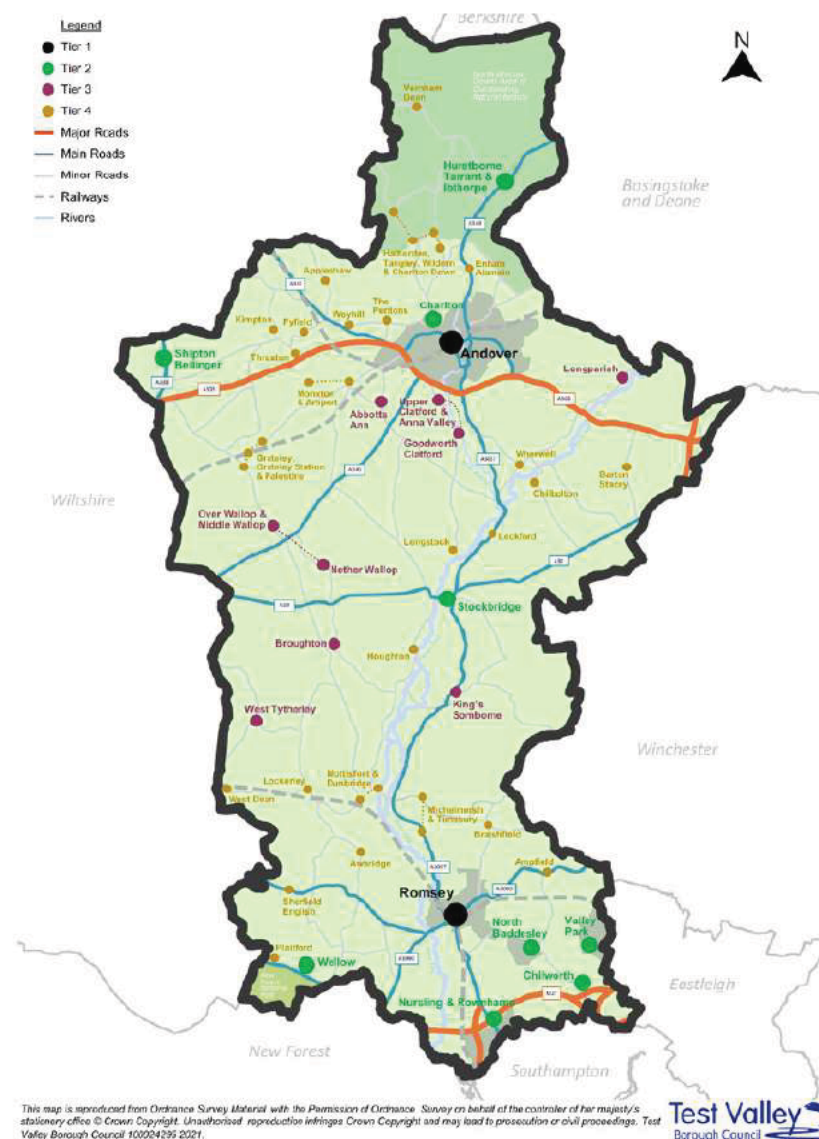 Legend
Tier 1
Tier 2
Tier 3
Tier 4
Major Roads
Main Roads
Minor Roads
Railways
Rivers
Berkshire
N
Vernham
Dean
Hurstborne
Tarrant &
Ibthorpe
Basingstoke
and Deane
A343
Hatherden,
Tangley, Wildern
& Charlton Down
Enham
Alamein
Appleshaw
Charlton
The
Pentons
Weyhill
Kimpton
Fyfield
Andover
Shipton
Bellinger
Thruxton
Longparish
Monxton
& Amport
Abbotts
Ann
Upper
Clatford &
Anna Valley
Goodworth
Clatford
A303
Wherwell
Grateley,
Grateley Station
& Palestine
Barton
Stacey
Chilbolton
Wiltshire
Over Wallop &
Middle Wallop
Longstock
Leckford
Nether Wallop
A30
Stockbridge
Broughton
Houghton
West Tytherley
King's
Somborne
Winchester
Mottisfont &
Dunbridge
Lockerley
West Dean
Michelmersh
& Timsbury
Braishfield
Awbridge
Ampfield
Romsey
Sherfield
English
North
Baddesley
Valley
Park
Plaitford
Wellow
Chilworth
Eastleigh
Nursling & Rownhams
M27
New Forest
Southampton
This map is reproduced from Ordnance Survey Material with the Permission of Ordnance Survey on behalf of the controller of her majesty's
stationery office © Crown Copyright. Unauthorised reproduction infringes Crown Copyright and may lead to prosecution or civil proceedings. Test
Valley Borough Council 100024295 2021.
Test Valley
Borough Council